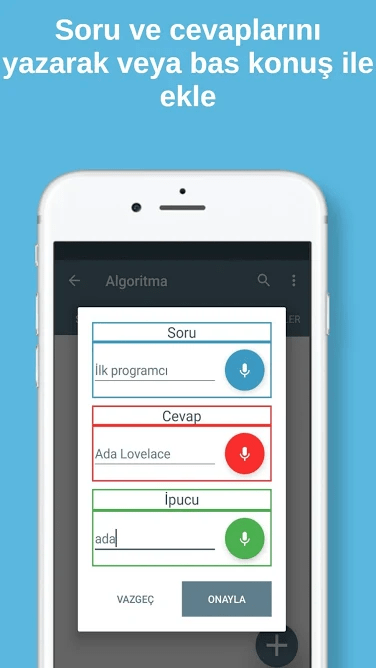 Soru ve cevaplarını
yazarak veya bas konuş ile
ekle
Algoritma
LER
Soru
İlk programcı
Cevap
Ada Lovelace
İpucu
ada
VAZGEÇ
ONAYLA